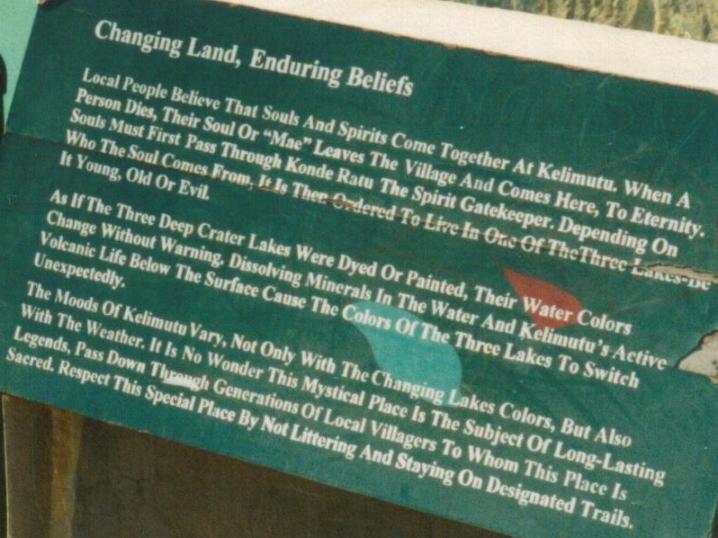 Changing Land, Enduring Beliefs
Local People Believe That Souls And Spirits Come Together At Kelimutu. When A
Person Dies, Their Soul Or “Mae” Leaves The Village And Comes Here, To Eternity.
Souls Must First Pass Through Konde Ratu The Spirit Gatekeeper. Depending On
Who The Soul Comes From, It Is Then Ordered To Live In One Of TheThree Lakes-Be
It Young, Old Or Evil.
As If The Three Deep Crater Lakes Were Dyed Or Painted, Their Water Colors
Change Without Warning. Dissolving Minerals In The Water And Kelimutu's Active
Volcanic Life Below The Surface Cause The Colors Of The Three Lakes To Switch
Unexpectedly.
The Moods Of Kelimutu Vary, Not Only With The Changing Lakes Colors, But Also
With The Weather. It Is No Wonder This Mystical Place Is The Subject Of Long-Lasting
Legends, Pass Down Through Generations Of Local Villagers To Whom This Place Is
Sacred. Respect This Special Place By Not Littering And Staying On Designated Trails.